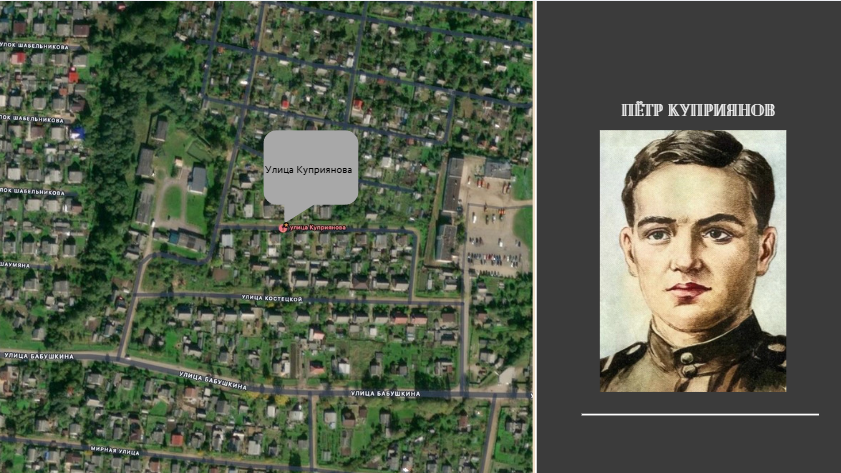 УЛОК ШАБЕЛЬНИКОВА
ЛОК ШАБЕЛЬНИКОВА
ЛОК ШАБЕЛЬНИКОВА
Улица Куприянова
улица Куприянова
ШАУМЯНА
УЛИЦА КОСТЕЦКОЙ
УЛИЦА БАБУШКИНА
УЛИЦА БАБУШКИНА
УЛИЦА БАБУШКИНА
МИРНАЯ УЛИЦА
ПЁТР КУПРИЯНОВ